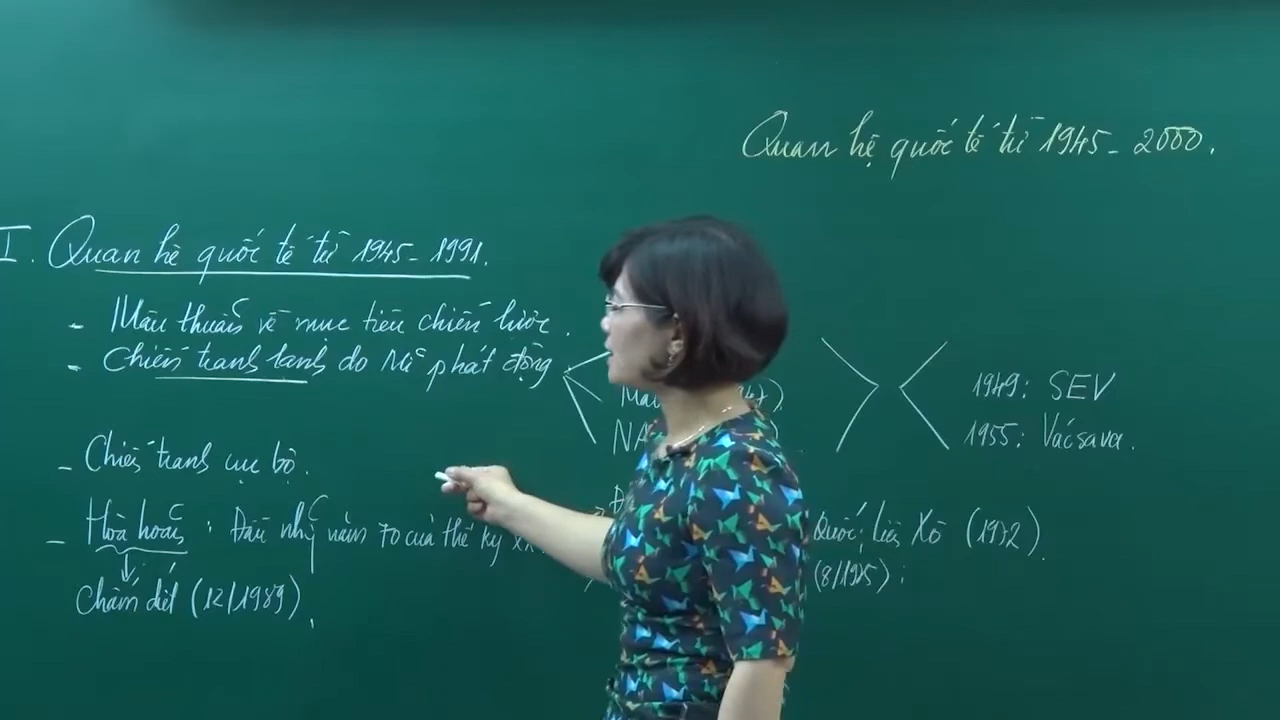 Quan hệ quốc tế từ 1945 - 2000.
I. Quan hệ quốc tế từ 1945 - 1991.
- Mâu thuẫn về mục tiêu chiến lược.
- Chiến tranh lạnh do Mĩ phát động
1949: SEV
NA
1955: Vácsava.
- Chiến tranh cục bộ.
- Hoà hoãn: Đầu những năm 70 của thế kỷ XX
Quốc, Liên Xô (1972)
(8/1975):
Chấm dứt (12/1989)